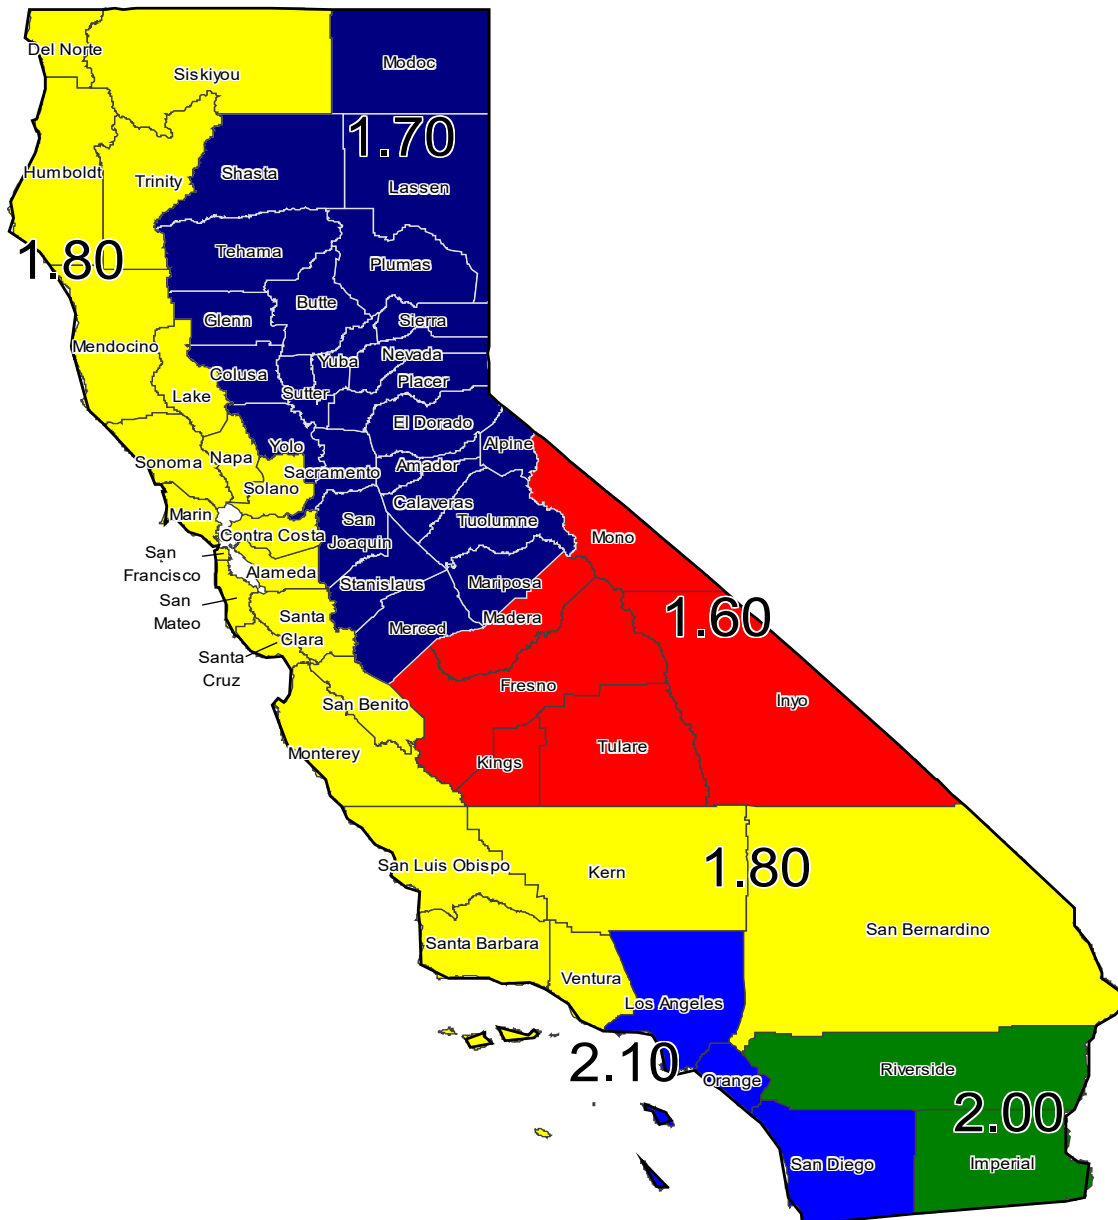 Del Norte
Siskiyou
Modoc
1.70
Shasta
Lassen
Humboldt
Trinity
1.80
Tehama
Plumas
Butte
Glenn
Sierra
Mendocino
Nevada
Yuba
Colusa
Placer
Sutter
Lake
El Dorado
Alpine
Yolo
Napa
Sonoma
Amador
Sacramento
Solano
Calaveras
Marin
San
Joaquin
Tuolumne
Contra Costa
Mono
San
Francisco
Alameda
Stanislaus
Mariposa
San
Mateo
Santa
Clara
Madera
Merced
1.60
Santa
Cruz
Fresno
Inyo
San Benito
Monterey
Tulare
Kings
San Luis Obispo
Kern
1.80
San Bernardino
Santa Barbara
Ventura
Los Angeles
2.10
Orange
Riverside
2.00
San Diego
Imperial